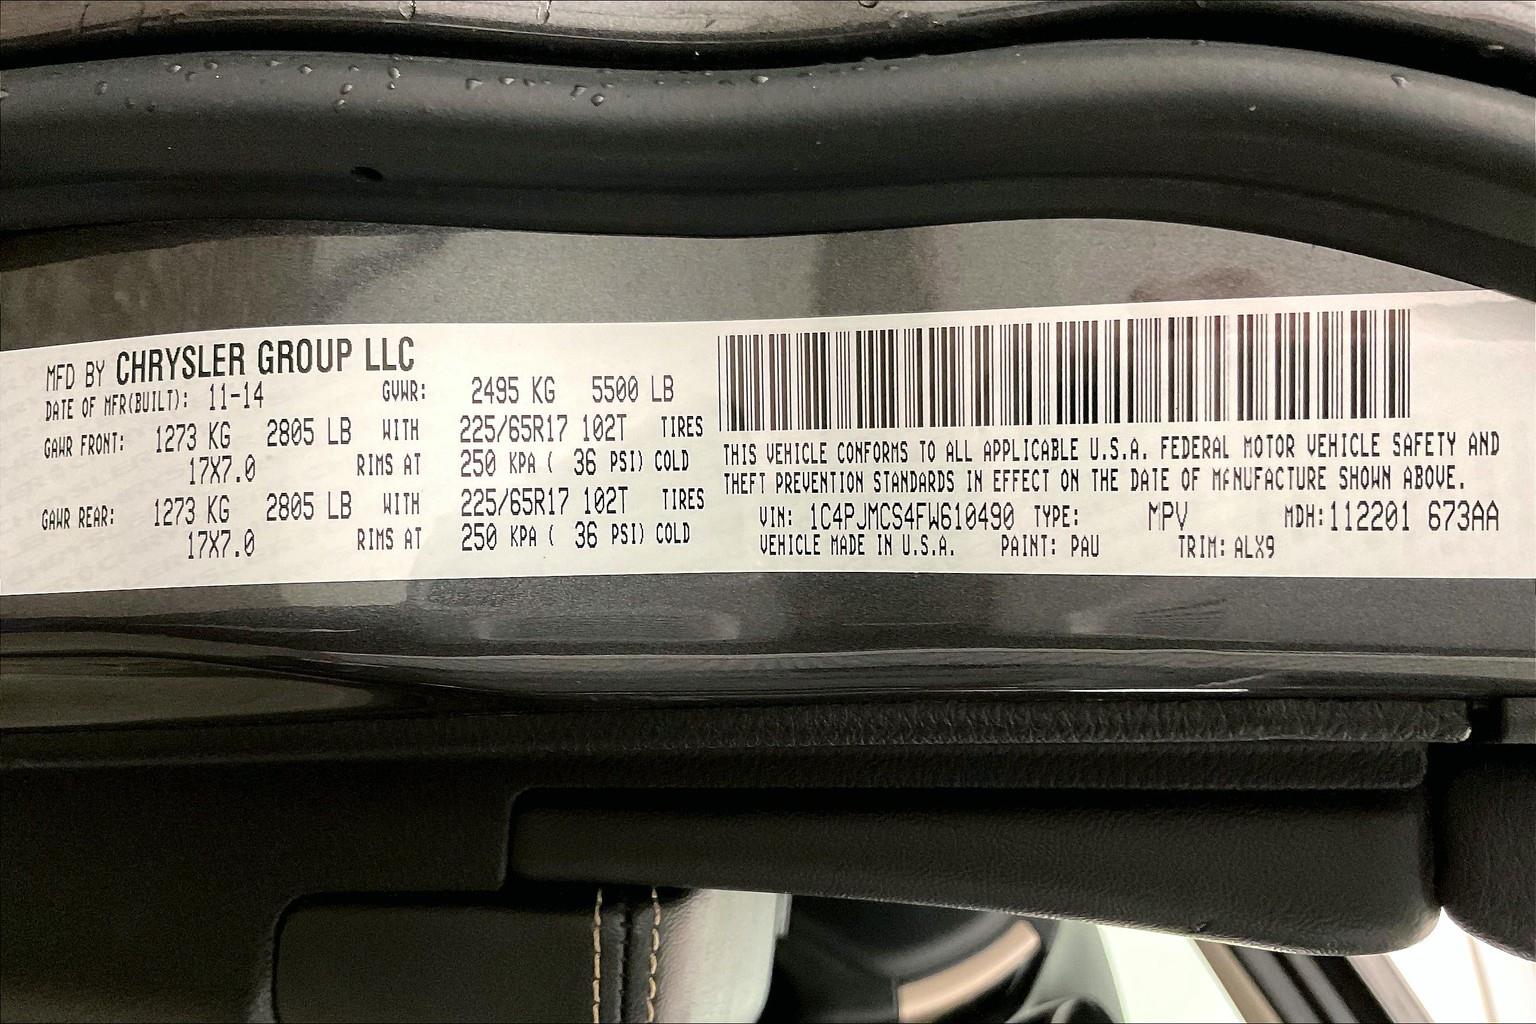 MFD BY CHRYSLER GROUP LLC
DATE OF MFR(BUILT): 11-14 GVWR: 2495 KG 5500 LB
GAWR FRONT: 1273 KG 2805 LB WITH 225/65R17 102T TIRES
17X7.0 RIMS AT 250 KPA ( 36 PSI) COLD
GAWR REAR: 1273 KG 2805 LB WITH 225/65R17 102T TIRES
17X7.0 RIMS AT 250 KPA ( 36 PSI) COLD
THIS VEHICLE CONFORMS TO ALL APPLICABLE U.S.A. FEDERAL MOTOR VEHICLE SAFETY AND
THEFT PREVENTION STANDARDS IN EFFECT ON THE DATE OF MANUFACTURE SHOWN ABOVE.
VIN: 1C4PJMCS4FW610490 TYPE: MPV MDH: 112201 673AA
VEHICLE MADE IN U.S.A. PAINT: PAU TRIM: ALX9